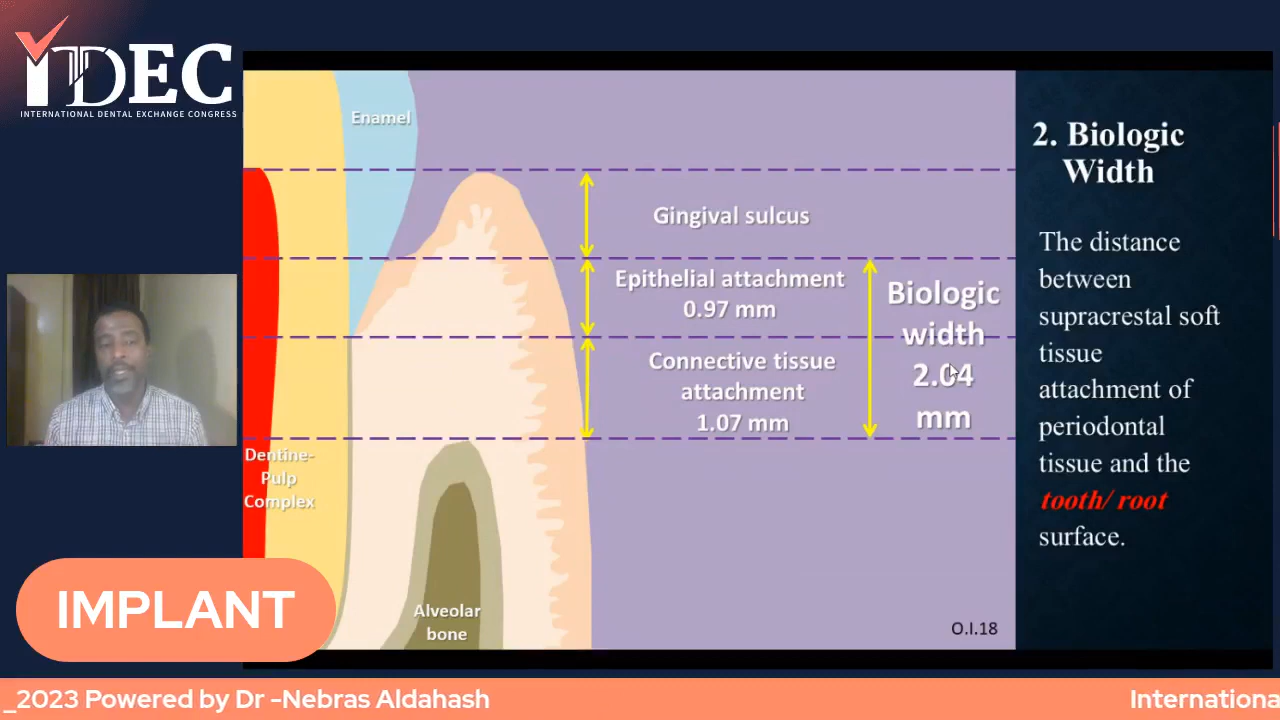 IDEC
INTERNATIONAL DENTAL EXCHANGE CONGRESS
Enamel
Gingival sulcus
Epithelial attachment
0.97 mm
Connective tissue
attachment
1.07 mm
Biologic
width
2.04
mm
Dentine-
Pulp
Complex
Alveolar
bone
O.I.18
2. Biologic
Width
The distance
between
supracrestal soft
tissue
attachment of
periodontal
tissue and the
tooth/ root
surface.
IMPLANT
_2023 Powered by Dr -Nebras Aldahash
Internationa